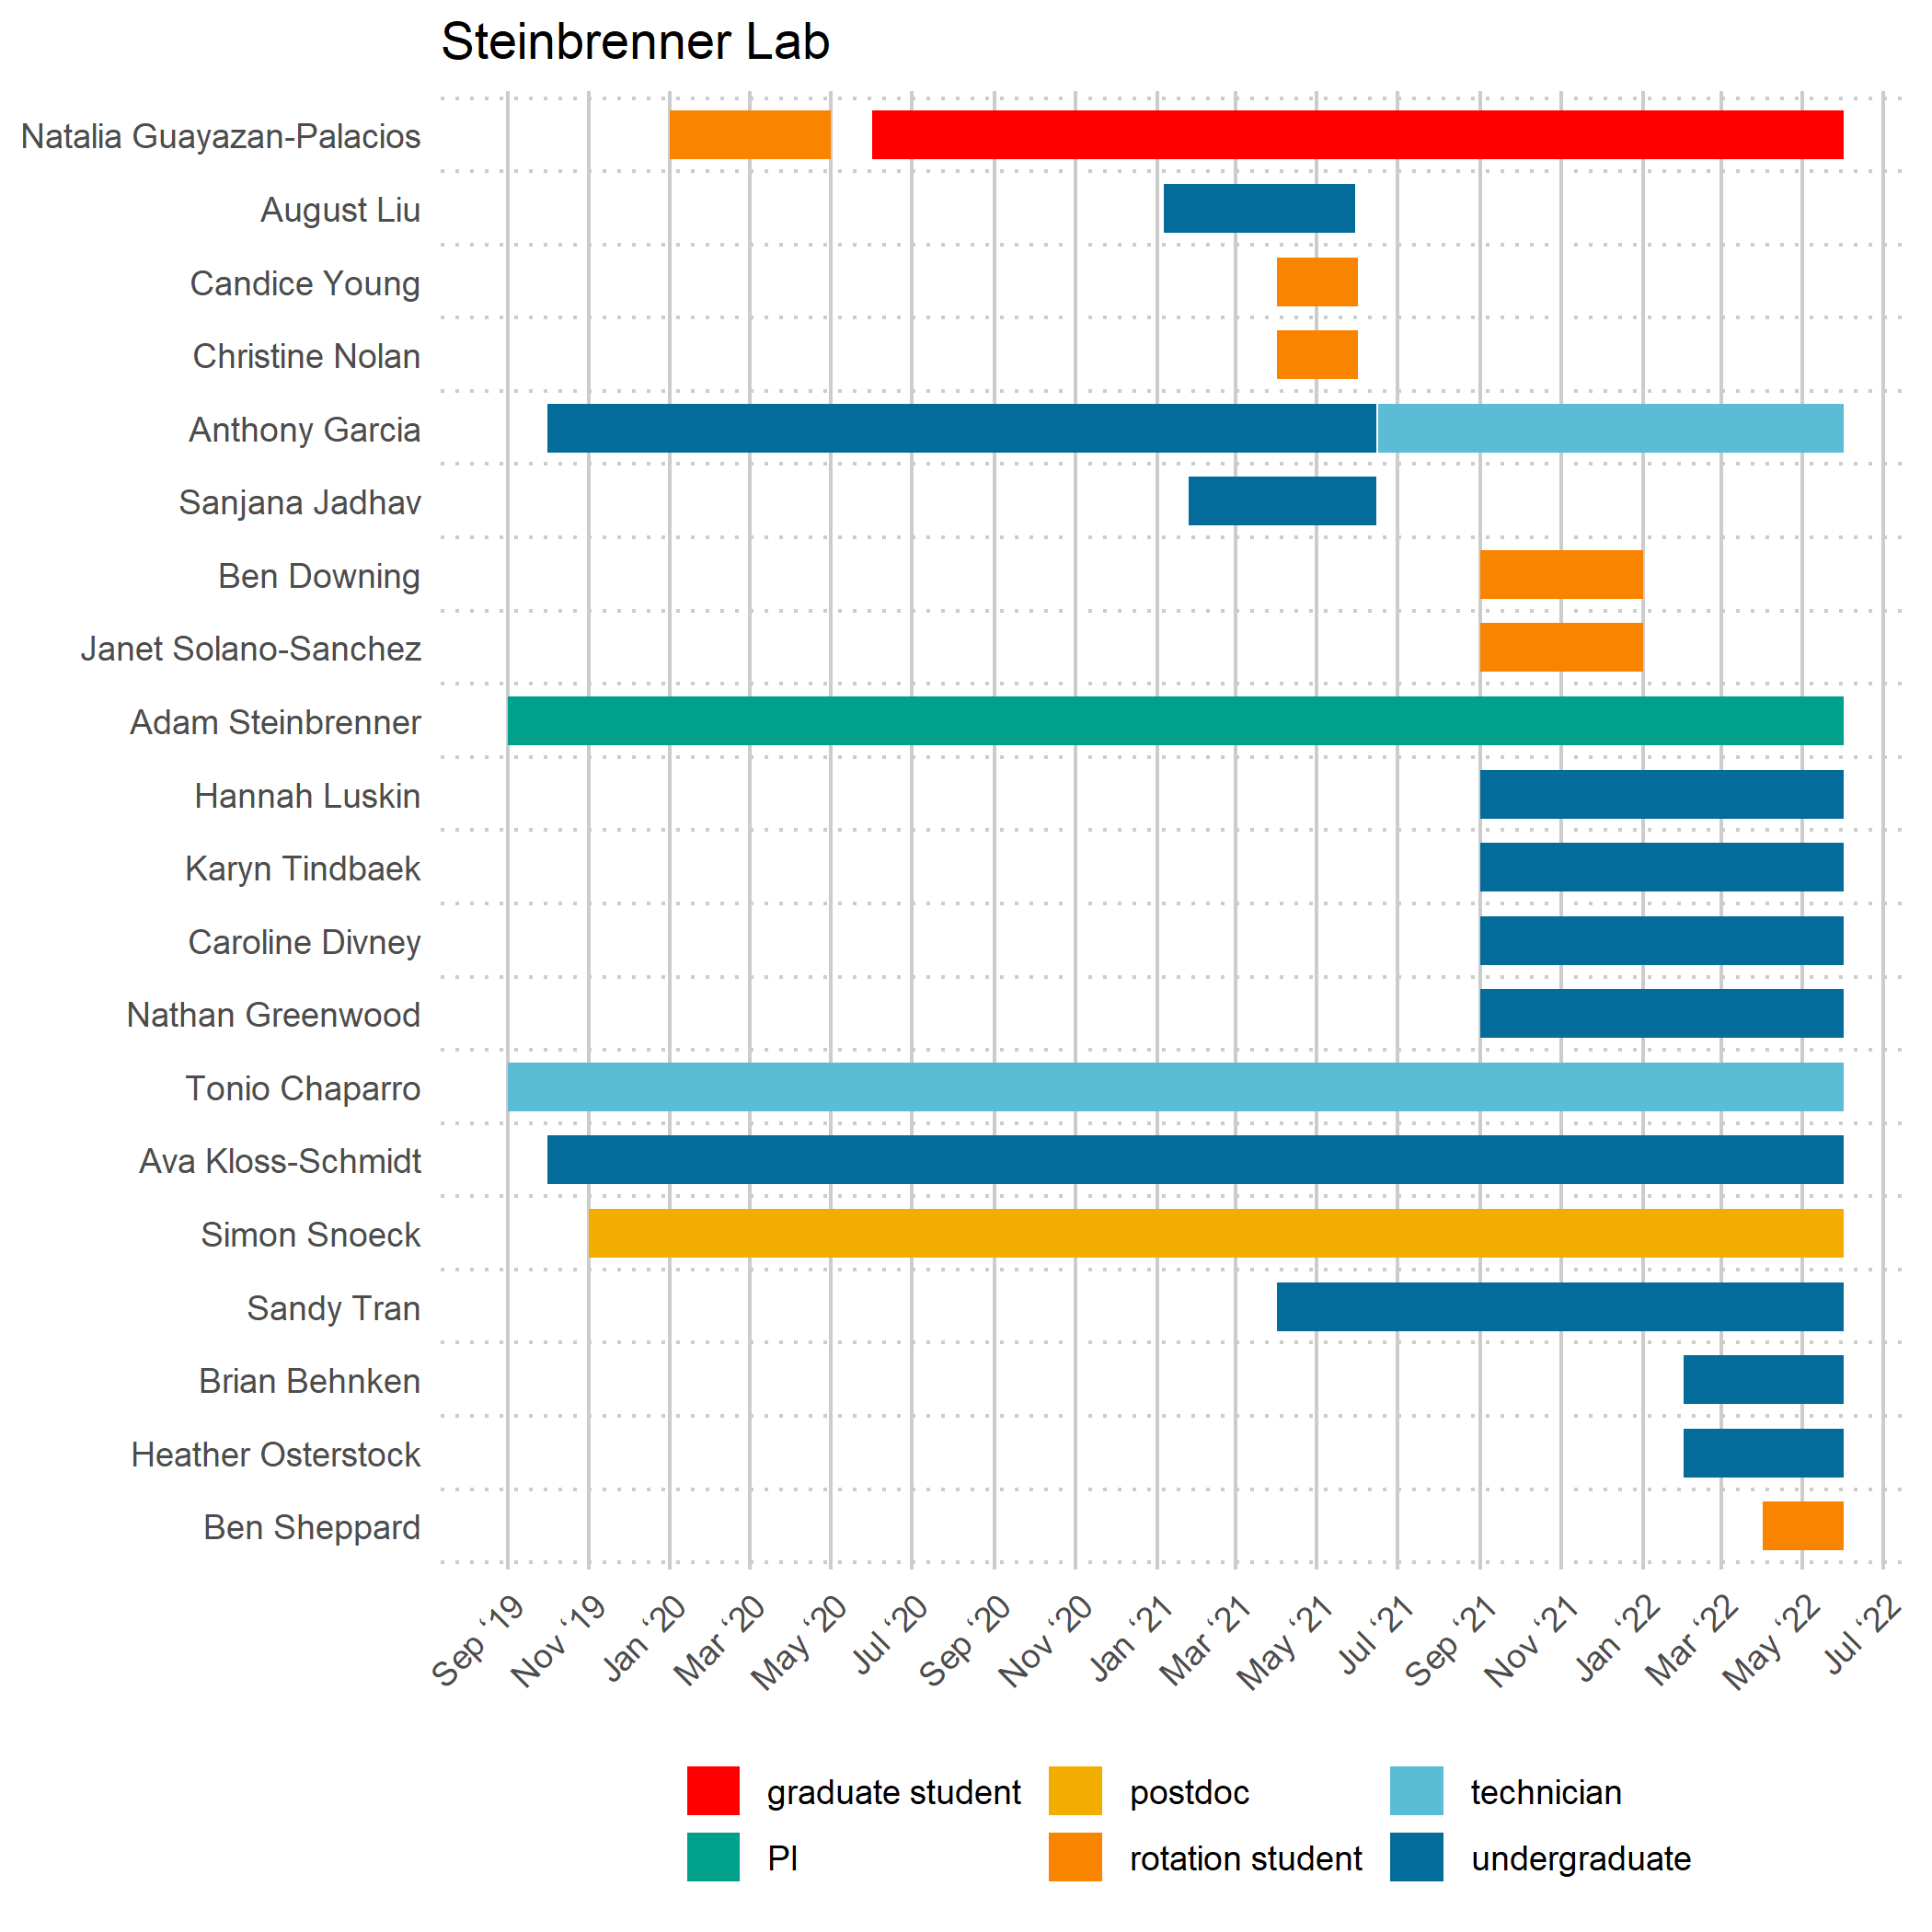 Steinbrenner Lab
Natalia Guayazan-Palacios
August Liu
Candice Young
Christine Nolan
Anthony Garcia
Sanjana Jadhav
Ben Downing
Janet Solano-Sanchez
Adam Steinbrenner
Hannah Luskin
Karyn Tindbaek
Caroline Divney
Nathan Greenwood
Tonio Chaparro
Ava Kloss-Schmidt
Simon Snoeck
Sandy Tran
Brian Behnken
Heather Osterstock
Ben Sheppard
Sep ‘19
Nov ‘19
Jan ‘20
Mar ‘20
May ‘20
Jul ‘20
Sep ‘20
Nov ‘20
Jan ‘21
Mar ‘21
May ‘21
Jul ‘21
Sep ‘21
Nov ‘21
Jan ‘22
Mar ‘22
May ‘22
Jul ‘22
graduate student
postdoc
technician
PI
rotation student
undergraduate